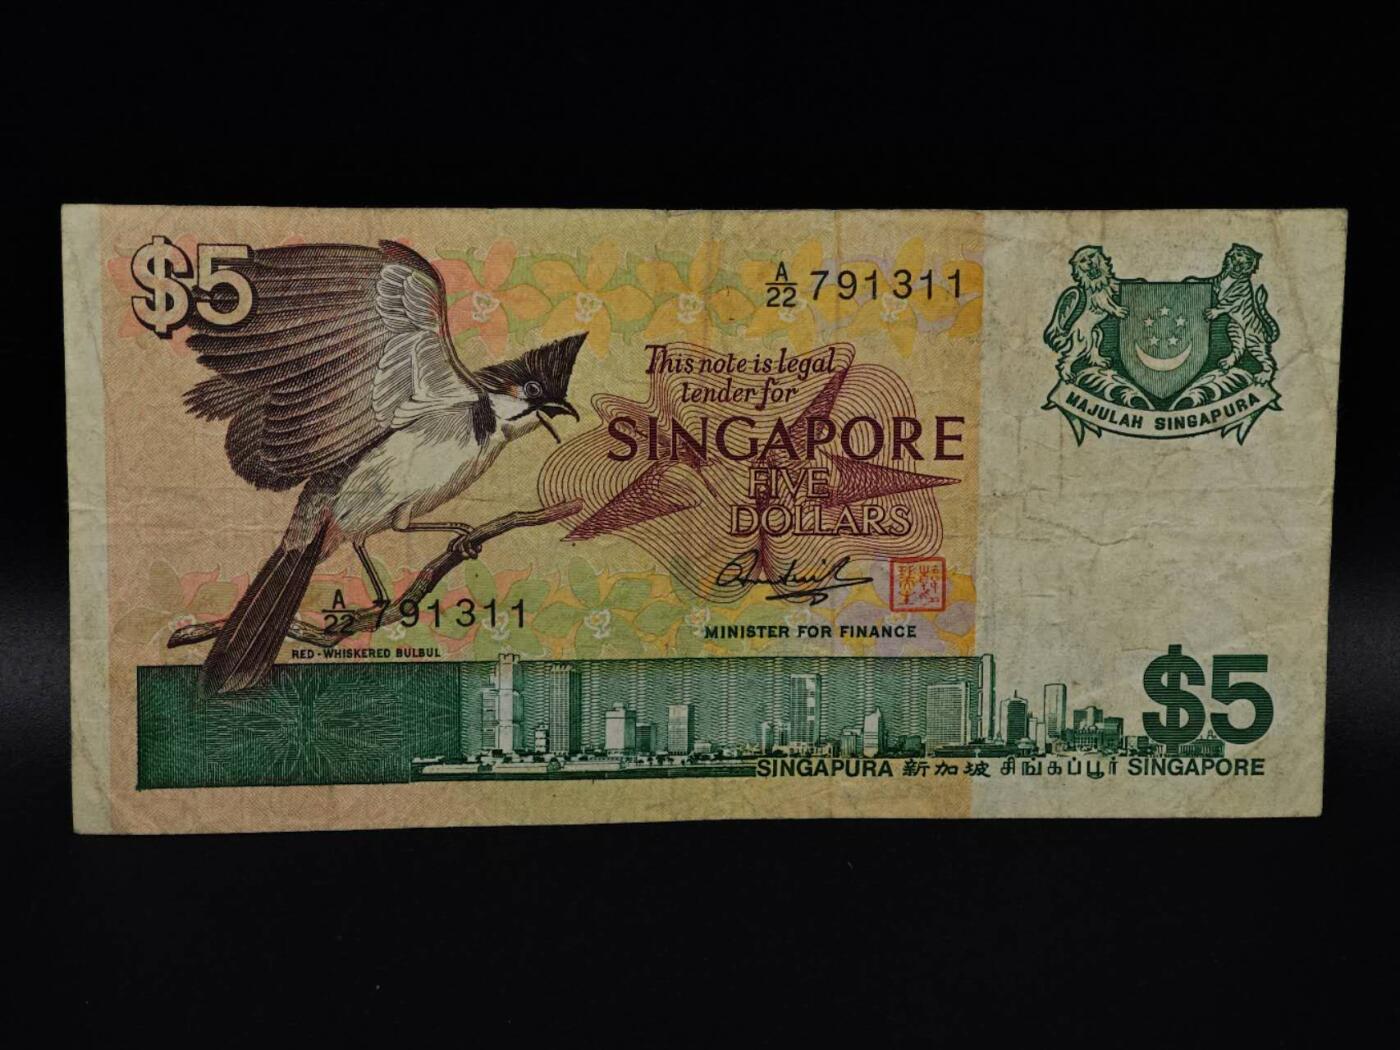 $5
A/22 791311
This note is legal
tender for
SINGAPORE
FIVE
DOLLARS
MINISTER FOR FINANCE
A/22 791311
RED-WHISKERED BULBUL
MAJULAH SINGAPURA
$5
SINGAPURA 新加坡 சிங்கப்பூர் SINGAPORE